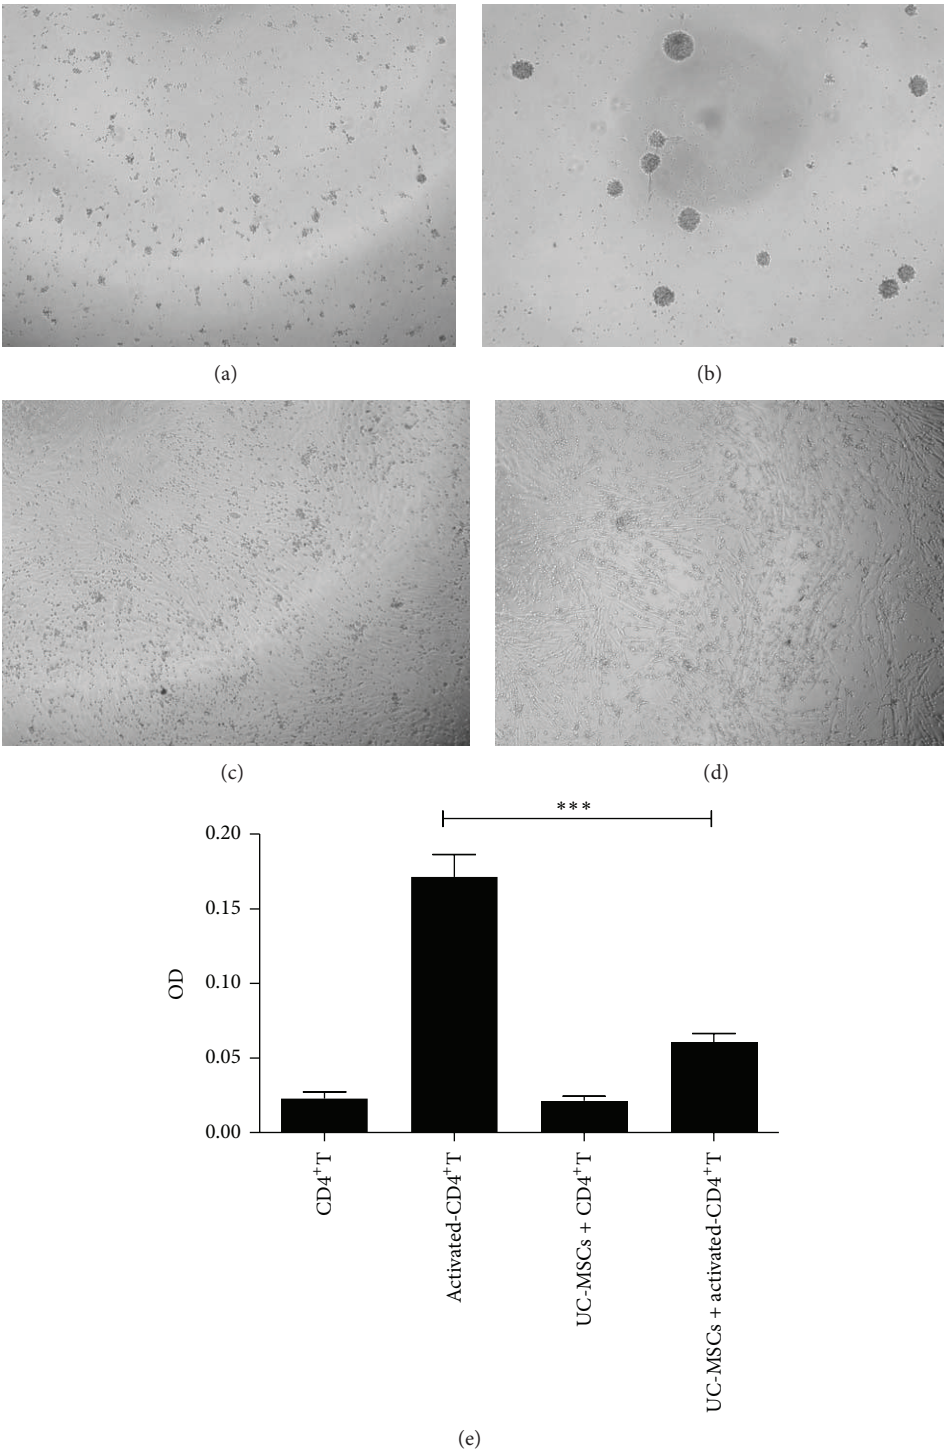 (a)
(b)
(c)
(d)
***
0.20
0.15
0.10
0.05
0.00
OD
CD4⁺T
Activated-CD4⁺T
UC-MSCs + CD4⁺T
UC-MSCs + activated-CD4⁺T
(e)